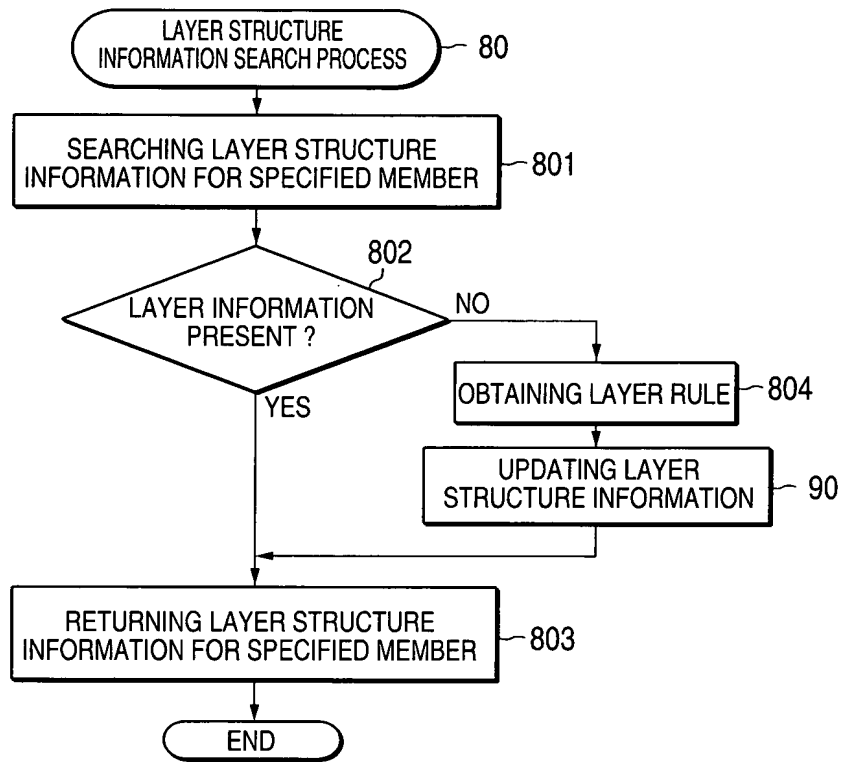 LAYER STRUCTURE
INFORMATION SEARCH PROCESS
80
SEARCHING LAYER STRUCTURE
INFORMATION FOR SPECIFIED MEMBER
801
802
LAYER INFORMATION
PRESENT ?
NO
YES
OBTAINING LAYER RULE
804
UPDATING LAYER
STRUCTURE INFORMATION
90
RETURNING LAYER STRUCTURE
INFORMATION FOR SPECIFIED MEMBER
803
END